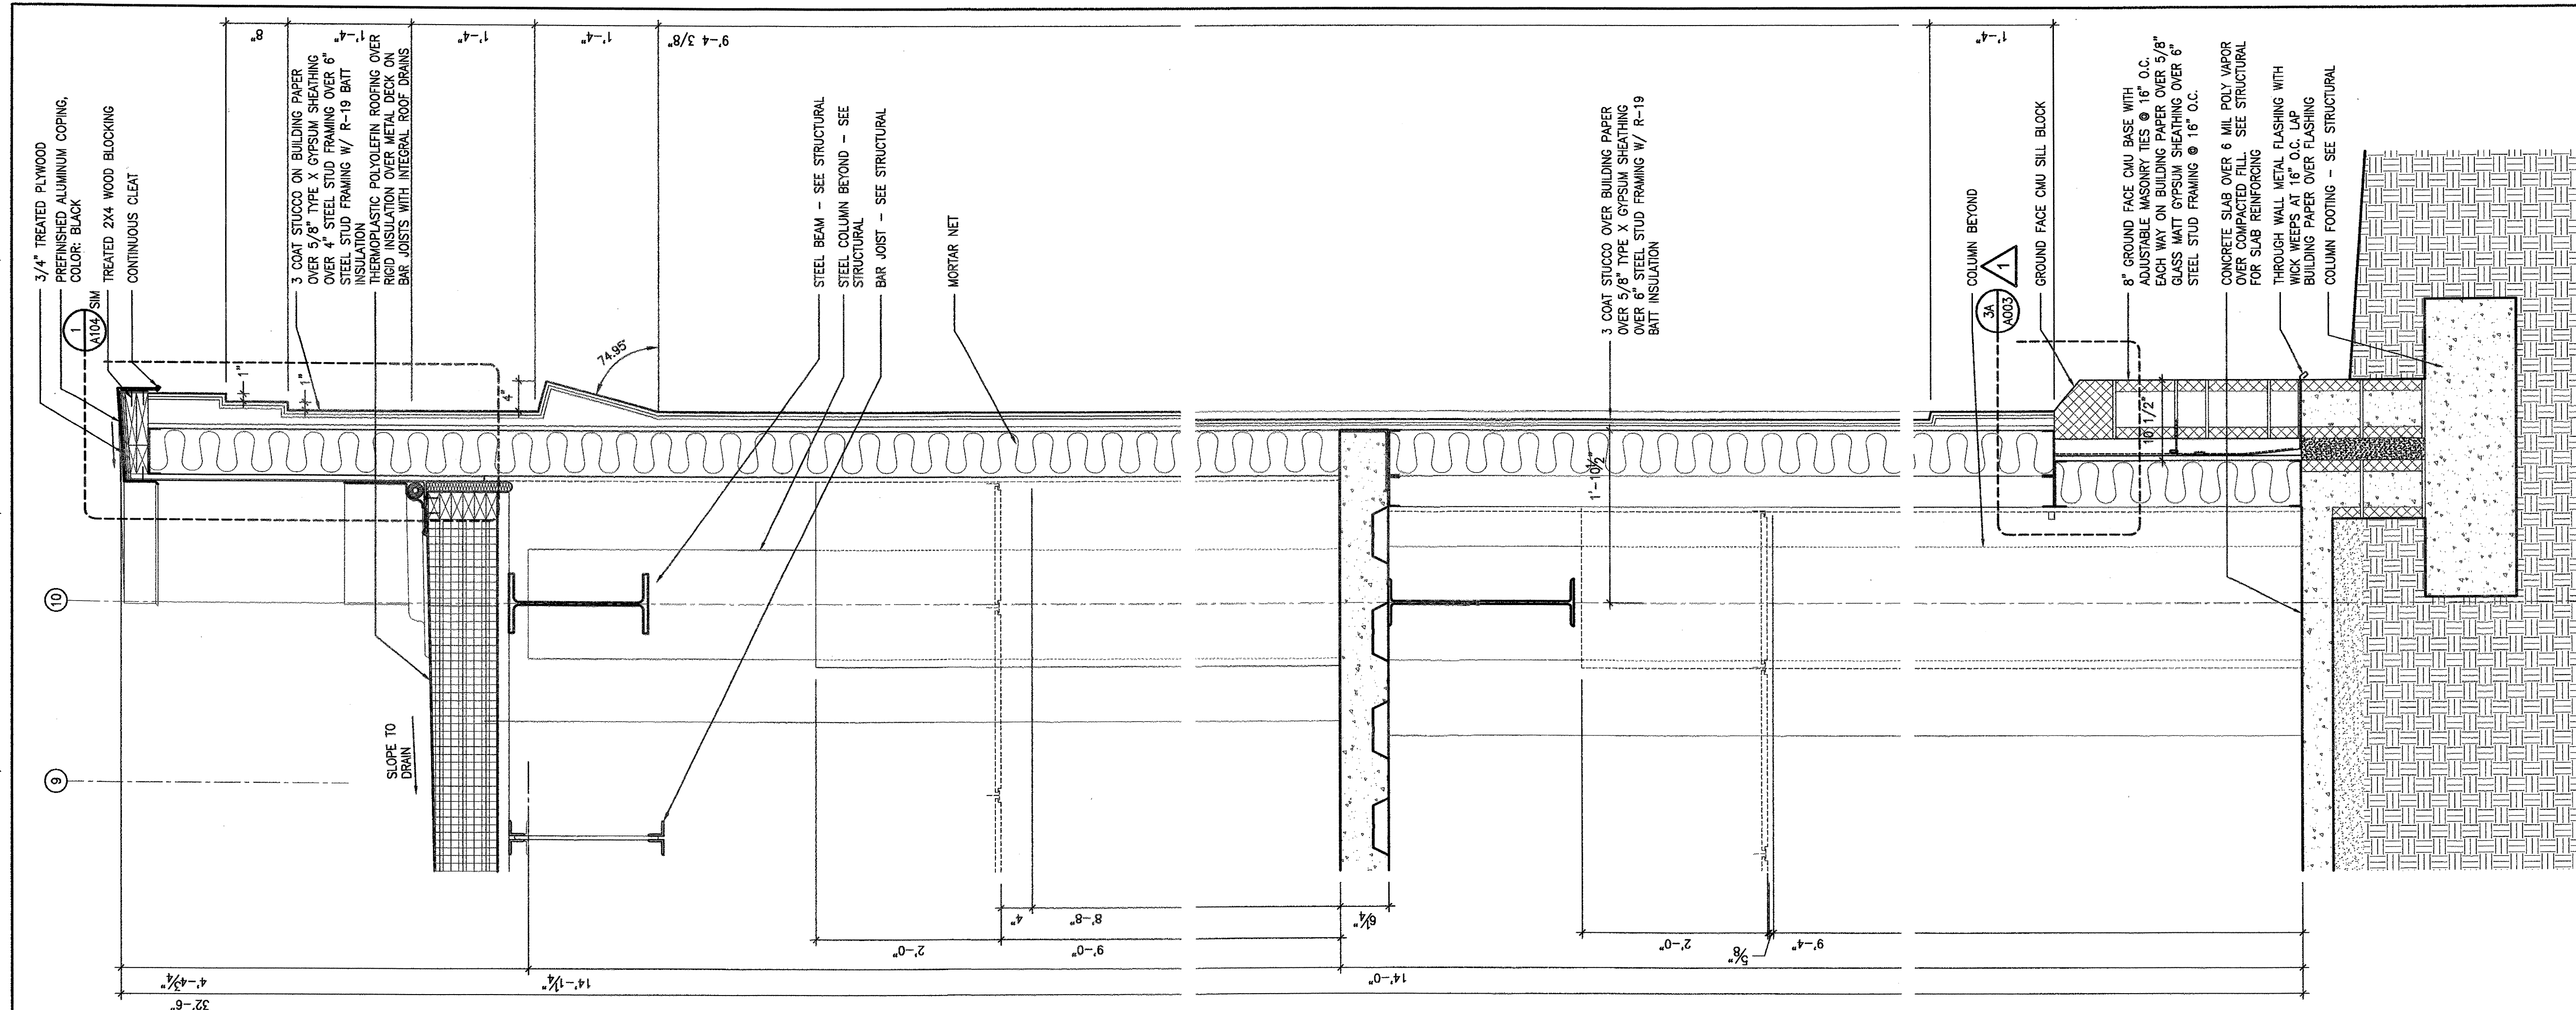 3/4" TREATED PLYWOOD
PREFINISHED ALUMINUM COPING,
COLOR: BLACK
1
A104
SIM
TREATED 2X4 WOOD BLOCKING
CONTINUOUS CLEAT
8"
1'-4"
1'-4"
1'-4"
9'-4 3/8"
1'-4"
3 COAT STUCCO ON BUILDING PAPER
OVER 5/8" TYPE X GYPSUM SHEATHING
OVER 4" STEEL STUD FRAMING OVER 6"
STEEL STUD FRAMING W/ R-19 BATT
INSULATION
THERMOPLASTIC POLYOLEFIN ROOFING OVER
RIGID INSULATION OVER METAL DECK ON
BAR JOISTS WITH INTEGRAL ROOF DRAINS
1"
1"
4"
74.95°
STEEL BEAM - SEE STRUCTURAL
STEEL COLUMN BEYOND - SEE
STRUCTURAL
BAR JOIST - SEE STRUCTURAL
MORTAR NET
3 COAT STUCCO OVER BUILDING PAPER
OVER 5/8" TYPE X GYPSUM SHEATHING
OVER 6" STEEL STUD FRAMING W/ R-19
BATT INSULATION
1'-10½"
COLUMN BEYOND
3A
A003
1
GROUND FACE CMU SILL BLOCK
8" GROUND FACE CMU BASE WITH
ADJUSTABLE MASONRY TIES @ 16" O.C.
EACH WAY ON BUILDING PAPER OVER 5/8"
GLASS MATT GYPSUM SHEATHING OVER 6"
STEEL STUD FRAMING @ 16" O.C.
10 1/2"
CONCRETE SLAB OVER 6 MIL POLY VAPOR
OVER COMPACTED FILL. SEE STRUCTURAL
FOR SLAB REINFORCING
THROUGH WALL METAL FLASHING WITH
WICK WEEPS AT 16" O.C. LAP
BUILDING PAPER OVER FLASHING
COLUMN FOOTING - SEE STRUCTURAL
10
9
SLOPE TO
DRAIN
4"
8'-8"
2'-0"
9'-0"
6¼"
2'-0"
5/8"
9'-4"
4'-4¾"
14'-1¼"
14'-0"
32'-6"